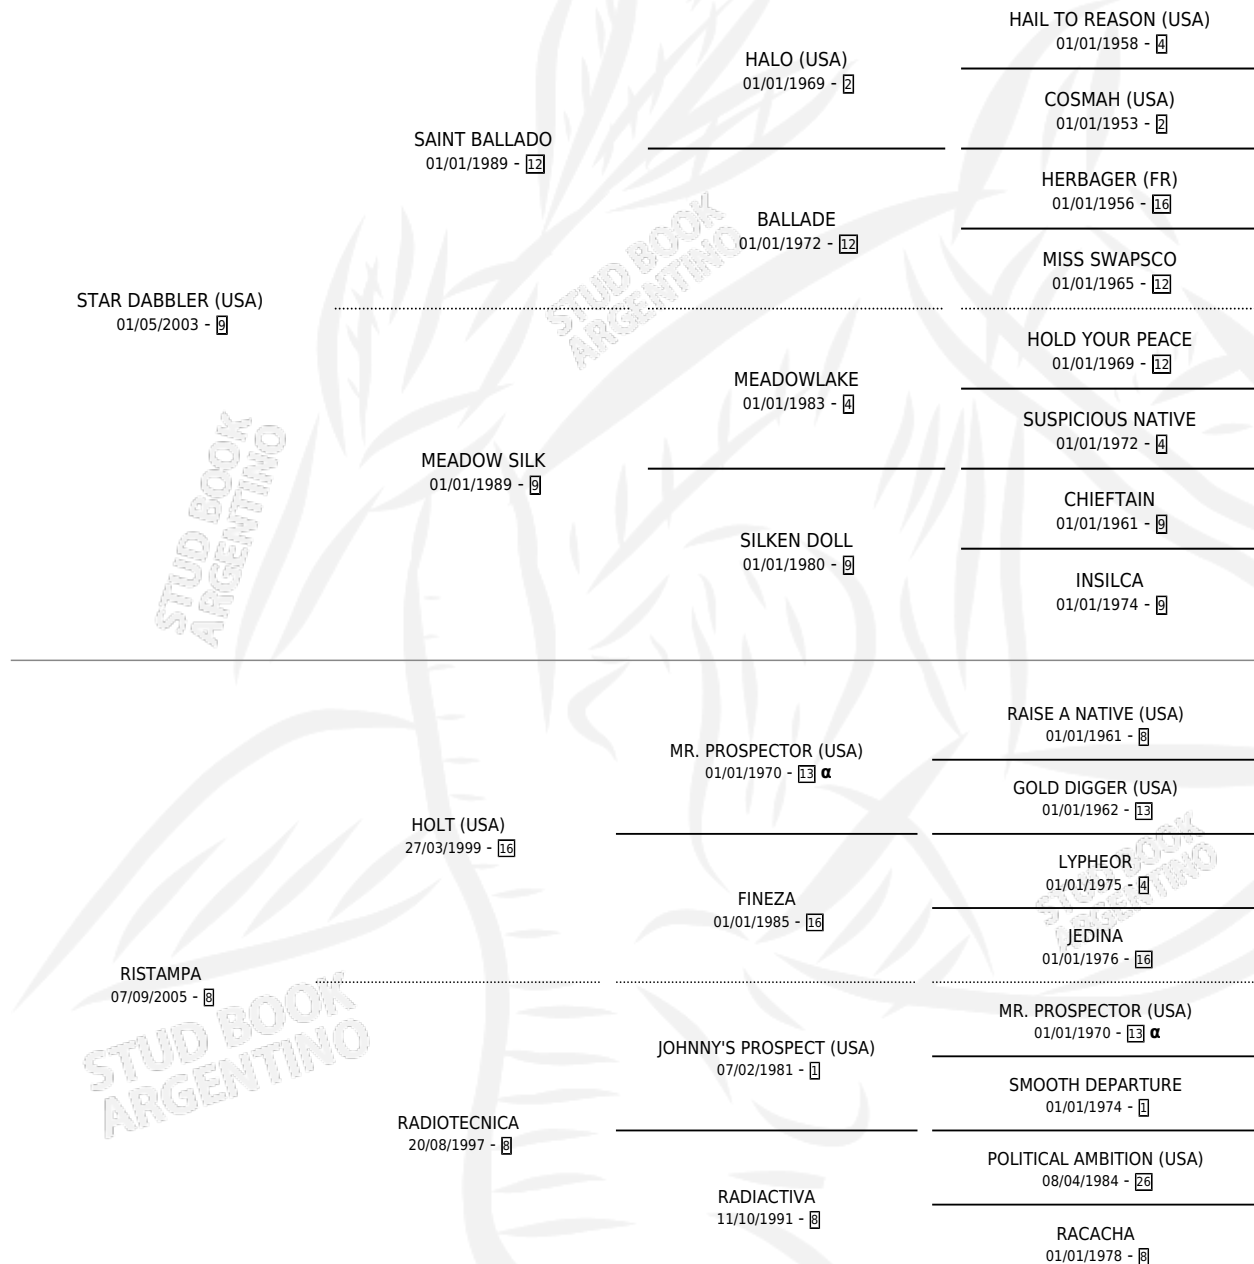 HAIL TO REASON (USA)
01/01/1958 - 4
HALO (USA)
01/01/1969 - 2
COSMAH (USA)
01/01/1953 - 2
SAINT BALLADO
01/01/1989 - 12
HERBAGER (FR)
01/01/1956 - 16
BALLADE
01/01/1972 - 12
MISS SWAPSCO
01/01/1965 - 12
STAR DABBLER (USA)
01/05/2003 - 9
HOLD YOUR PEACE
01/01/1969 - 12
MEADOWLAKE
01/01/1983 - 4
SUSPICIOUS NATIVE
01/01/1972 - 4
MEADOW SILK
01/01/1989 - 9
CHIEFTAIN
01/01/1961 - 9
SILKEN DOLL
01/01/1980 - 9
INSILCA
01/01/1974 - 9
RAISE A NATIVE (USA)
01/01/1961 - 8
MR. PROSPECTOR (USA)
01/01/1970 - 13 α
GOLD DIGGER (USA)
01/01/1962 - 13
HOLT (USA)
27/03/1999 - 16
LYPHEOR
01/01/1975 - 4
FINEZA
01/01/1985 - 16
JEDINA
01/01/1976 - 16
RISTAMPA
07/09/2005 - 8
MR. PROSPECTOR (USA)
01/01/1970 - 13 α
JOHNNY'S PROSPECT (USA)
07/02/1981 - 1
SMOOTH DEPARTURE
01/01/1974 - 1
RADIOTECNICA
20/08/1997 - 8
POLITICAL AMBITION (USA)
08/04/1984 - 26
RADIACTIVA
11/10/1991 - 8
RACACHA
01/01/1978 - 8
STUD BOOK
ARGENTINO
STUD BOOK
ARGENTINO
STUD BOOK
ARGENTINO
STUD BOOK
ARGENTINO